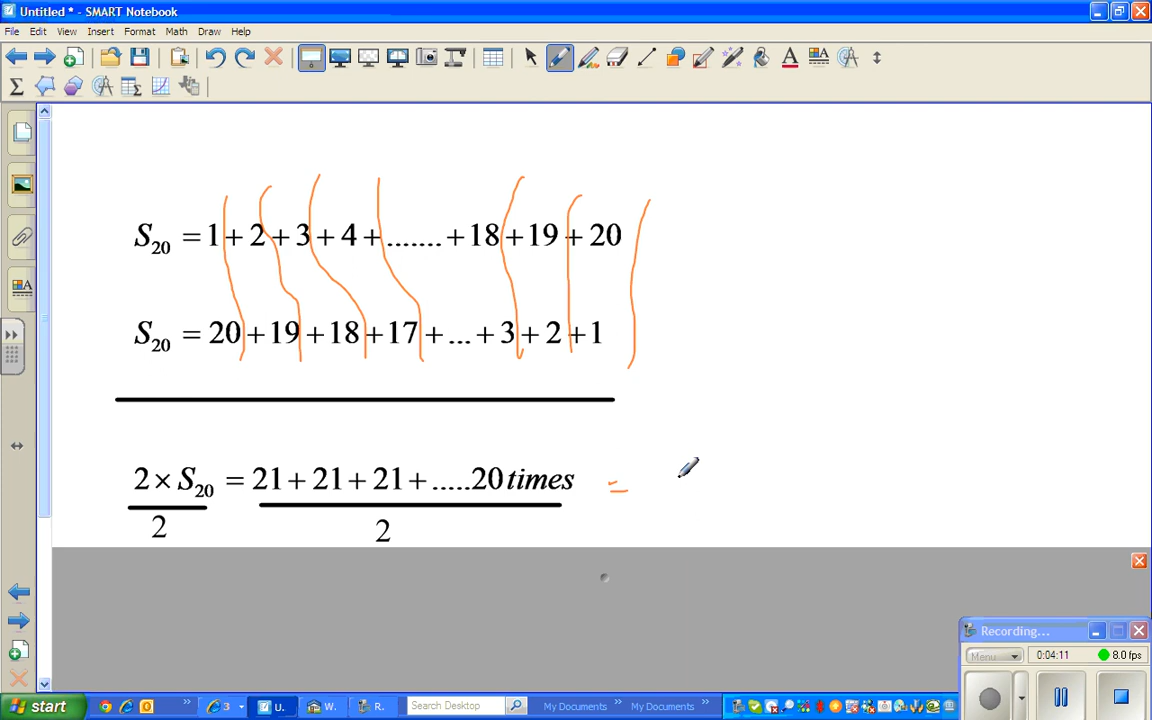 Untitled * - SMART Notebook
File Edit View Insert Format Math Draw Help
S20 = 1 + 2 + 3 + 4 + ....... + 18 + 19 + 20
S20 = 20 + 19 + 18 + 17 + ... + 3 + 2 + 1
2 × S20 = 21 + 21 + 21 + .....20 times =
2 2
Recording...
Menu 0:04:11 8.0 fps
start 3 U. W. R. Search Desktop My Documents My Documents